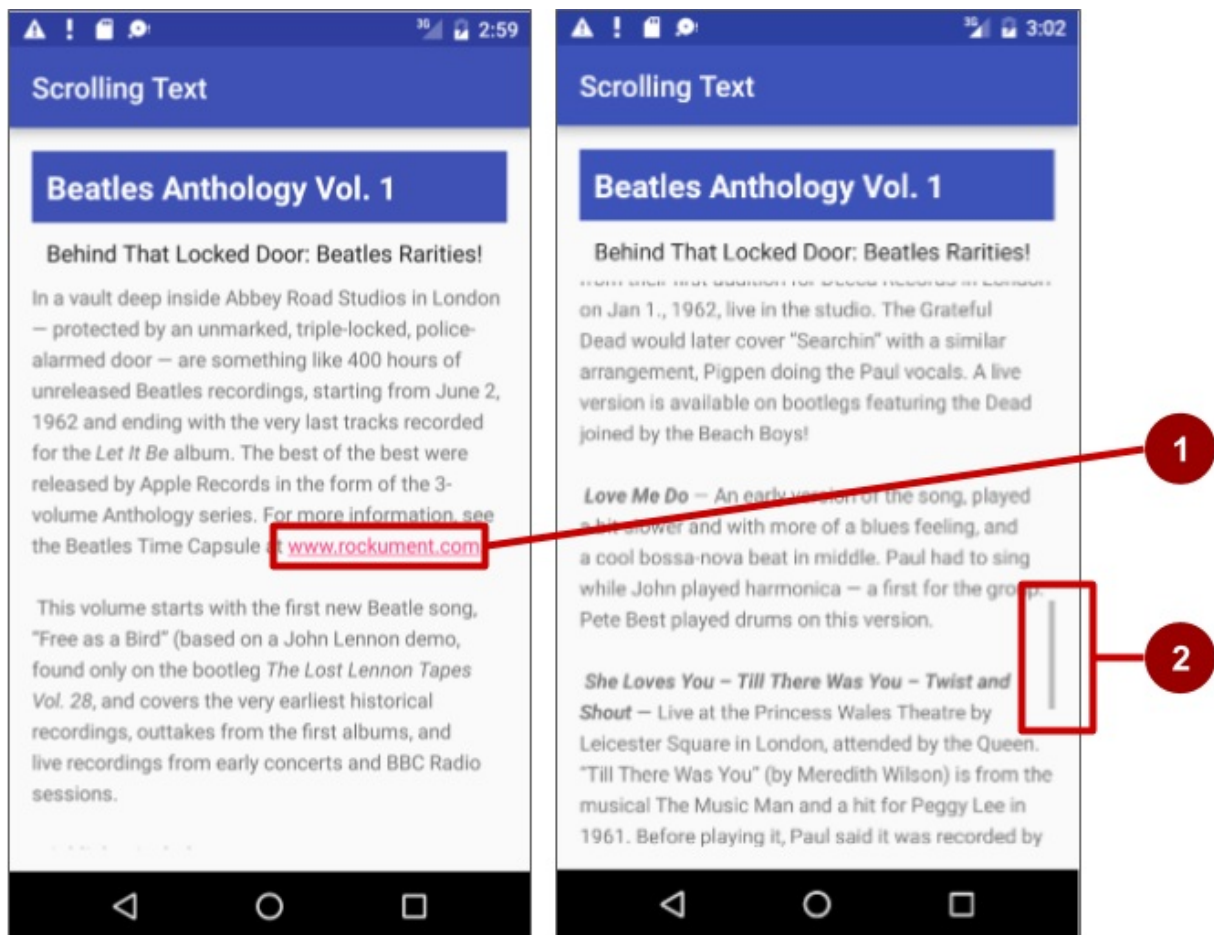 3G 2:59
Scrolling Text
Beatles Anthology Vol. 1
Behind That Locked Door: Beatles Rarities!
In a vault deep inside Abbey Road Studios in London
— protected by an unmarked, triple-locked, police-
alarmed door — are something like 400 hours of
unreleased Beatles recordings, starting from June 2,
1962 and ending with the very last tracks recorded
for the Let It Be album. The best of the best were
released by Apple Records in the form of the 3-
volume Anthology series. For more information, see
the Beatles Time Capsule at www.rockument.com
This volume starts with the first new Beatle song,
“Free as a Bird” (based on a John Lennon demo,
found only on the bootleg The Lost Lennon Tapes
Vol. 28, and covers the very earliest historical
recordings, outtakes from the first albums, and
live recordings from early concerts and BBC Radio
sessions.
3G 3:02
Scrolling Text
Beatles Anthology Vol. 1
Behind That Locked Door: Beatles Rarities!
on Jan 1., 1962, live in the studio. The Grateful
Dead would later cover “Searchin” with a similar
arrangement, Pigpen doing the Paul vocals. A live
version is available on bootlegs featuring the Dead
joined by the Beach Boys!
Love Me Do — An early version of the song, played
a bit slower and with more of a blues feeling, and
a cool bossa-nova beat in middle. Paul had to sing
while John played harmonica — a first for the group.
Pete Best played drums on this version.
She Loves You – Till There Was You – Twist and
Shout — Live at the Princess Wales Theatre by
Leicester Square in London, attended by the Queen.
“Till There Was You” (by Meredith Wilson) is from the
musical The Music Man and a hit for Peggy Lee in
1961. Before playing it, Paul said it was recorded by
1
2